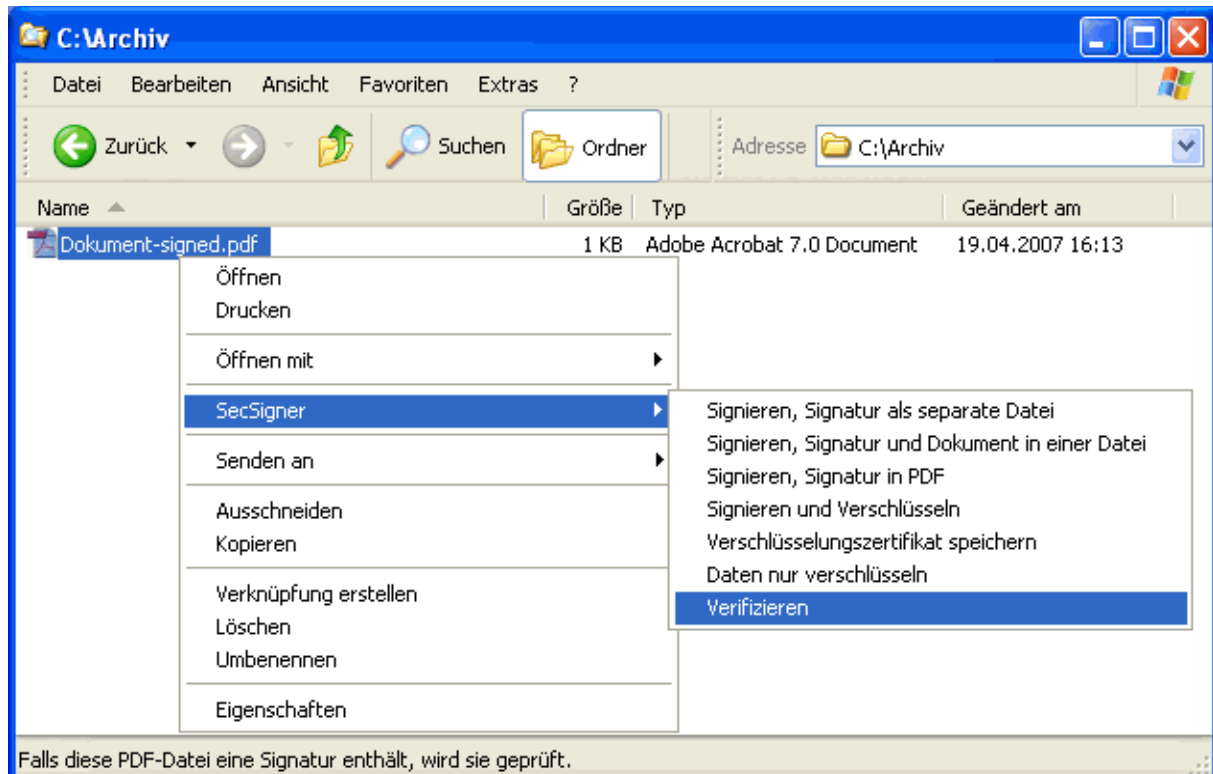 C:\Archiv
Datei Bearbeiten Ansicht Favoriten Extras ?
Zurück Suchen Ordner Adresse C:\Archiv
Name Größe Typ Geändert am
Dokument-signed.pdf 1 KB Adobe Acrobat 7.0 Document 19.04.2007 16:13
Öffnen
Drucken
Öffnen mit
SecSigner
Senden an
Ausschneiden
Kopieren
Verknüpfung erstellen
Löschen
Umbenennen
Eigenschaften
Signieren, Signatur als separate Datei
Signieren, Signatur und Dokument in einer Datei
Signieren, Signatur in PDF
Signieren und Verschlüsseln
Verschlüsselungszertifikat speichern
Daten nur verschlüsseln
Verifizieren
Falls diese PDF-Datei eine Signatur enthält, wird sie geprüft.